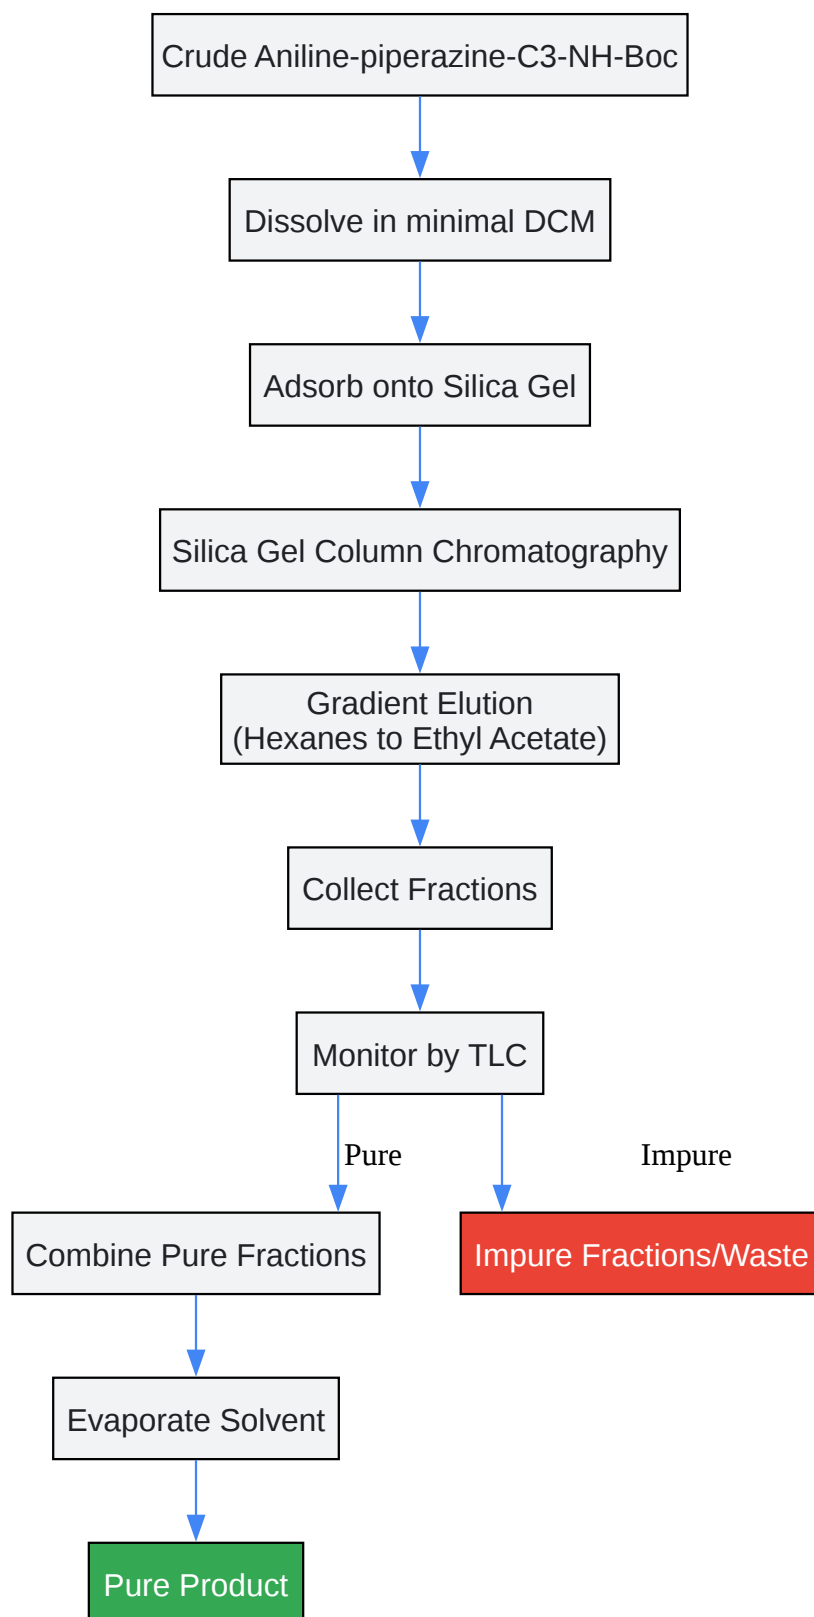 Crude Aniline-piperazine-C3-NH-Boc
Dissolve in minimal DCM
Adsorb onto Silica Gel
Silica Gel Column Chromatography
Gradient Elution
(Hexanes to Ethyl Acetate)
Collect Fractions
Monitor by TLC
Pure
Impure
Combine Pure Fractions
Impure Fractions/Waste
Evaporate Solvent
Pure Product